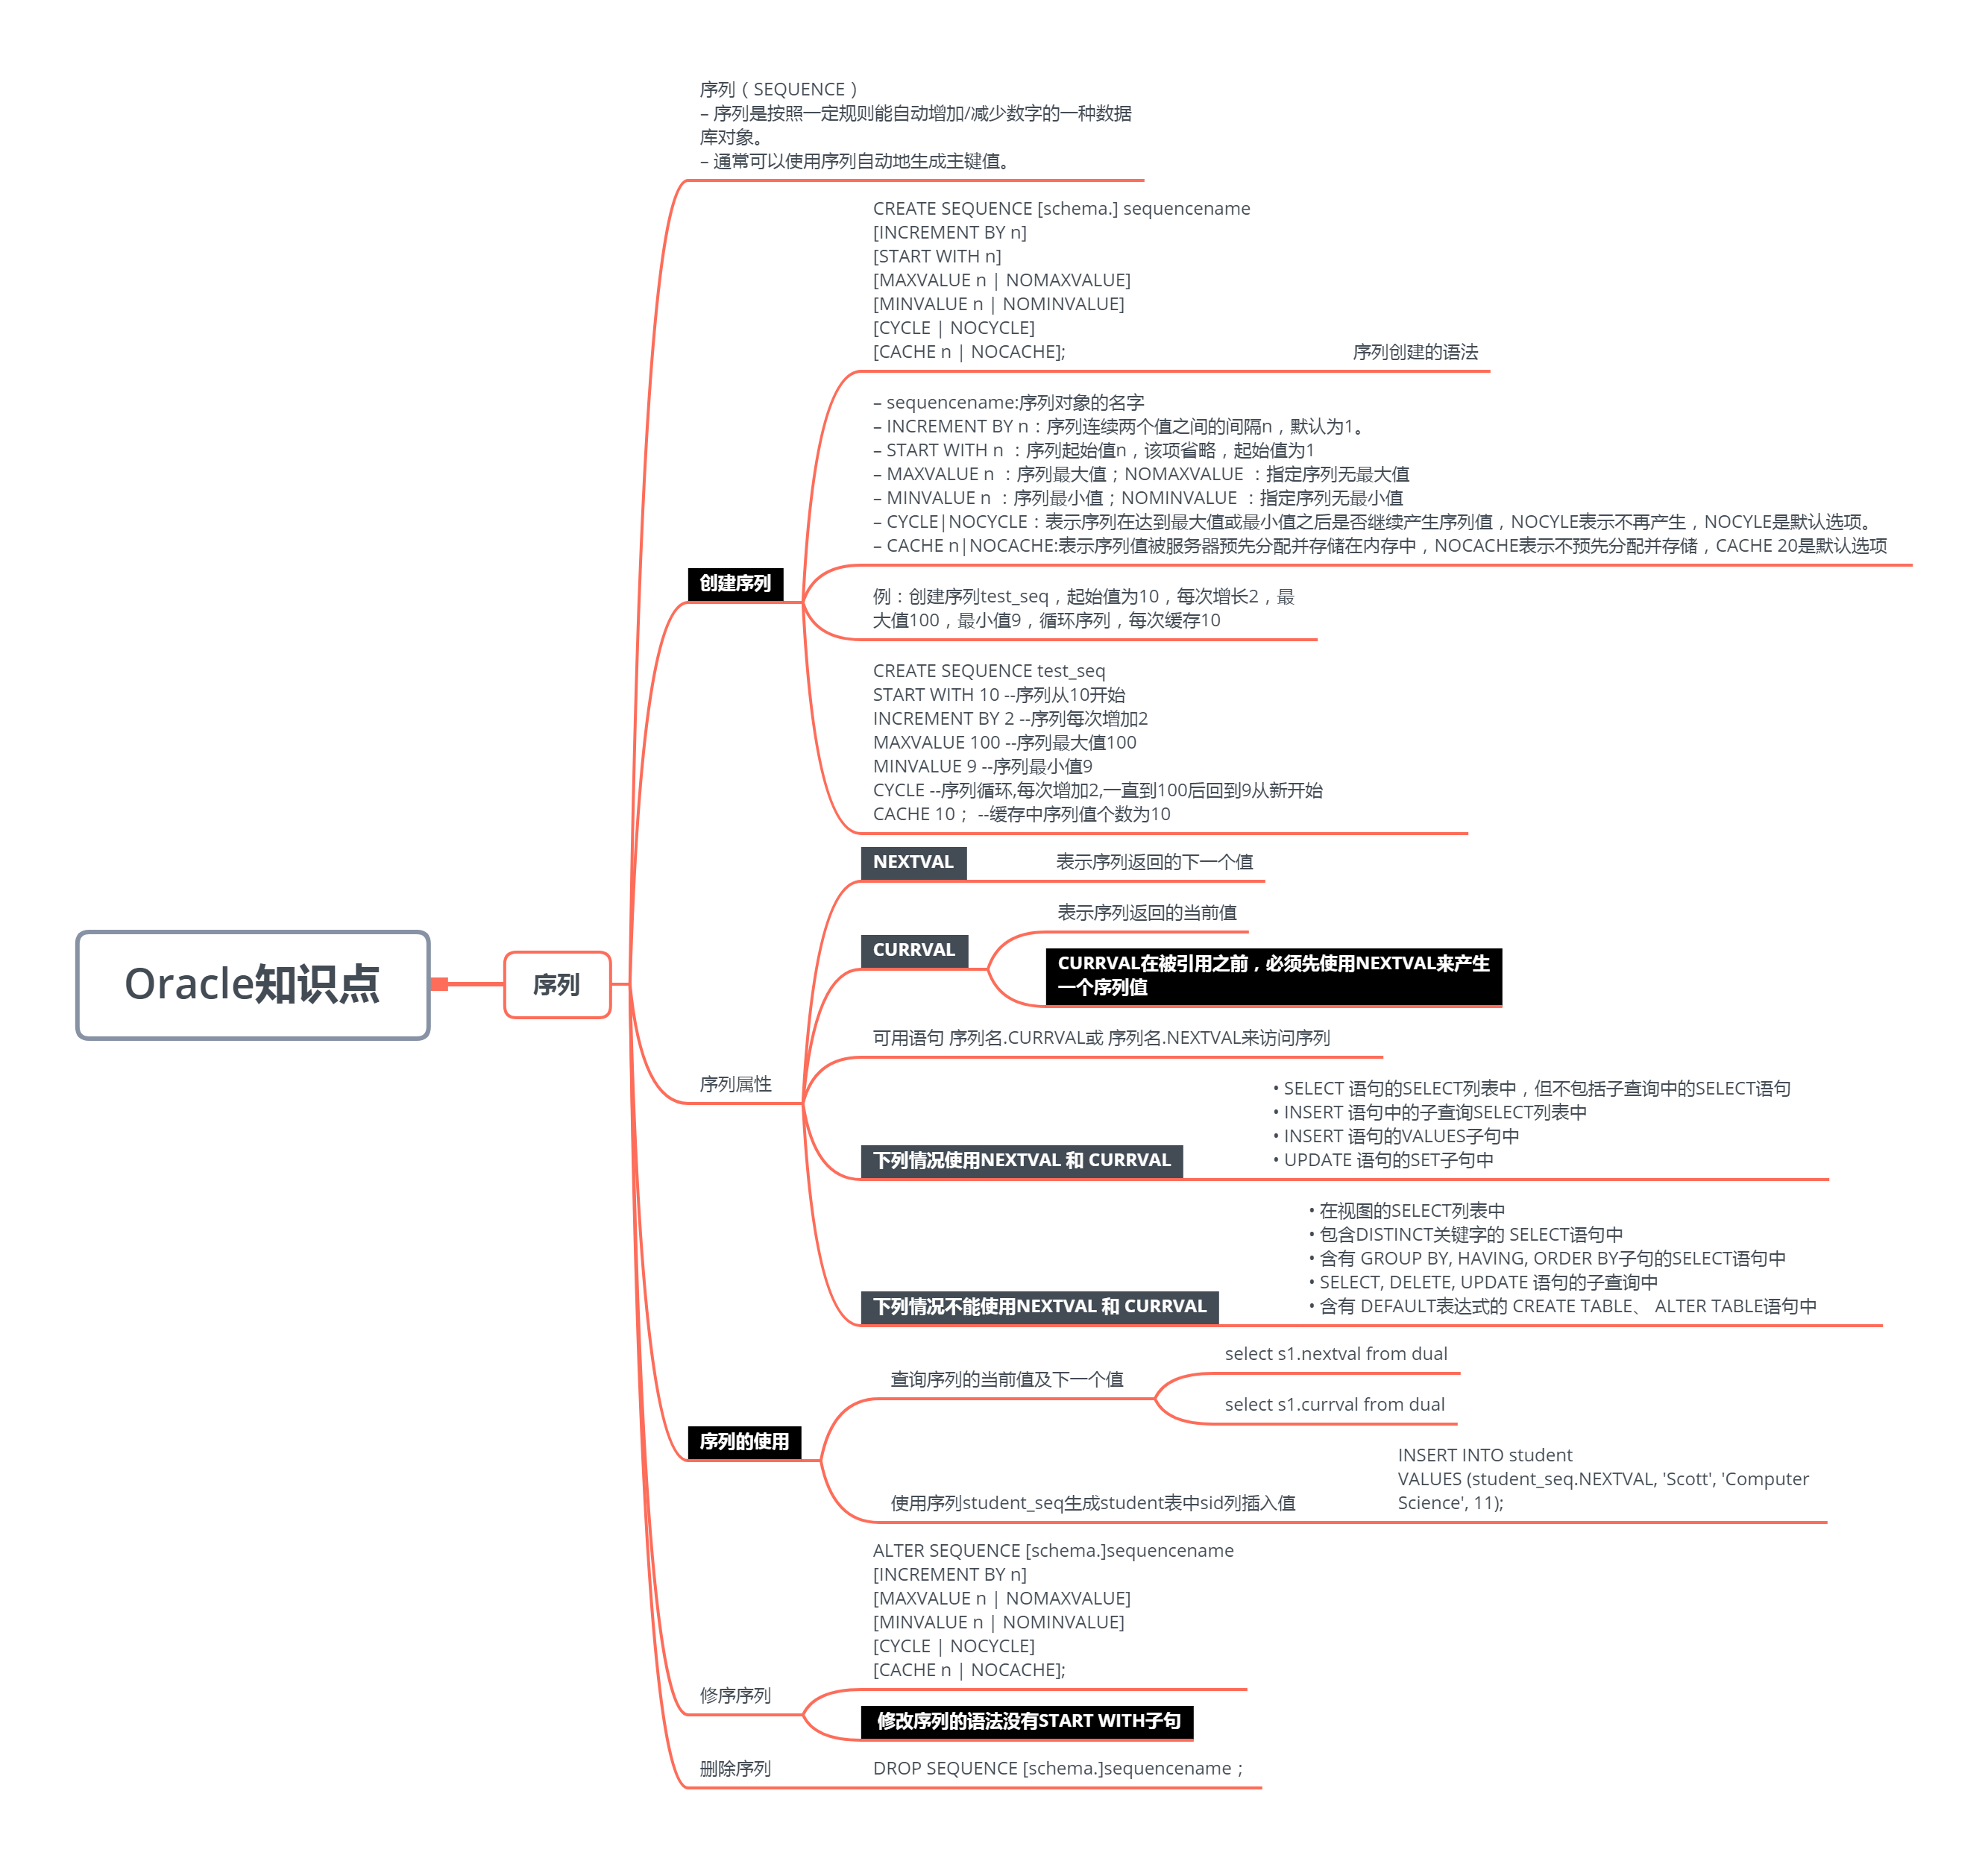 Oracle知识点
序列
序列（SEQUENCE）
– 序列是按照一定规则能自动增加/减少数字的一种数据
库对象。
– 通常可以使用序列自动地生成主键值。
创建序列
CREATE SEQUENCE [schema.] sequencename
[INCREMENT BY n]
[START WITH n]
[MAXVALUE n | NOMAXVALUE]
[MINVALUE n | NOMINVALUE]
[CYCLE | NOCYCLE]
[CACHE n | NOCACHE];
序列创建的语法
– sequencename:序列对象的名字
– INCREMENT BY n：序列连续两个值之间的间隔n，默认为1。
– START WITH n ：序列起始值n，该项省略，起始值为1
– MAXVALUE n ：序列最大值；NOMAXVALUE ：指定序列无最大值
– MINVALUE n ：序列最小值；NOMINVALUE ：指定序列无最小值
– CYCLE|NOCYCLE：表示序列在达到最大值或最小值之后是否继续产生序列值，NOCYLE表示不再产生，NOCYLE是默认选项。
– CACHE n|NOCACHE:表示序列值被服务器预先分配并存储在内存中，NOCACHE表示不预先分配并存储，CACHE 20是默认选项
例：创建序列test_seq，起始值为10，每次增长2，最
大值100，最小值9，循环序列，每次缓存10
CREATE SEQUENCE test_seq
START WITH 10 --序列从10开始
INCREMENT BY 2 --序列每次增加2
MAXVALUE 100 --序列最大值100
MINVALUE 9 --序列最小值9
CYCLE --序列循环,每次增加2,一直到100后回到9从新开始
CACHE 10； --缓存中序列值个数为10
序列属性
NEXTVAL
表示序列返回的下一个值
CURRVAL
表示序列返回的当前值
CURRVAL在被引用之前，必须先使用NEXTVAL来产生
一个序列值
可用语句 序列名.CURRVAL或 序列名.NEXTVAL来访问序列
下列情况使用NEXTVAL 和 CURRVAL
• SELECT 语句的SELECT列表中，但不包括子查询中的SELECT语句
• INSERT 语句中的子查询SELECT列表中
• INSERT 语句的VALUES子句中
• UPDATE 语句的SET子句中
下列情况不能使用NEXTVAL 和 CURRVAL
• 在视图的SELECT列表中
• 包含DISTINCT关键字的 SELECT语句中
• 含有 GROUP BY, HAVING, ORDER BY子句的SELECT语句中
• SELECT, DELETE, UPDATE 语句的子查询中
• 含有 DEFAULT表达式的 CREATE TABLE、 ALTER TABLE语句中
序列的使用
查询序列的当前值及下一个值
select s1.nextval from dual
select s1.currval from dual
使用序列student_seq生成student表中sid列插入值
INSERT INTO student
VALUES (student_seq.NEXTVAL, 'Scott', 'Computer
Science', 11);
修序序列
ALTER SEQUENCE [schema.]sequencename
[INCREMENT BY n]
[MAXVALUE n | NOMAXVALUE]
[MINVALUE n | NOMINVALUE]
[CYCLE | NOCYCLE]
[CACHE n | NOCACHE];
修改序列的语法没有START WITH子句
删除序列
DROP SEQUENCE [schema.]sequencename；